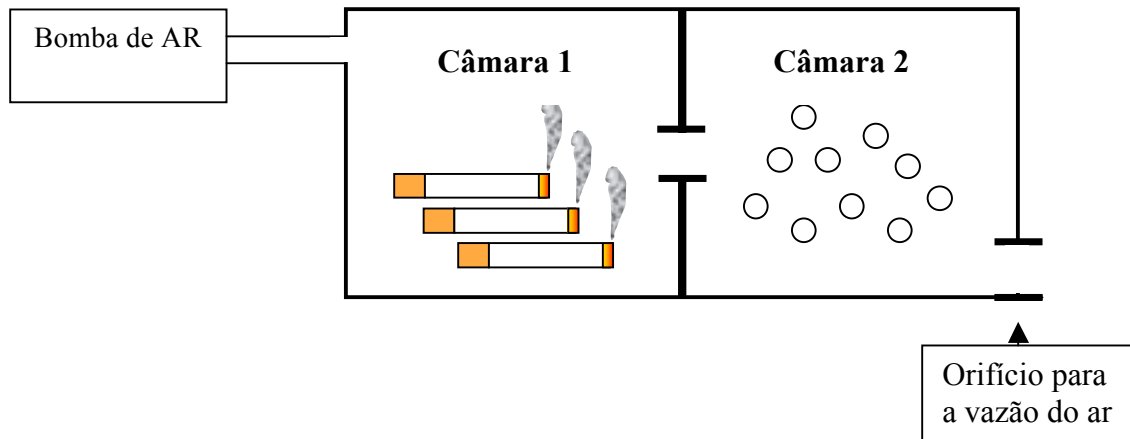 Bomba de AR
Câmara 1
Câmara 2
Orifício para
a vazão do ar